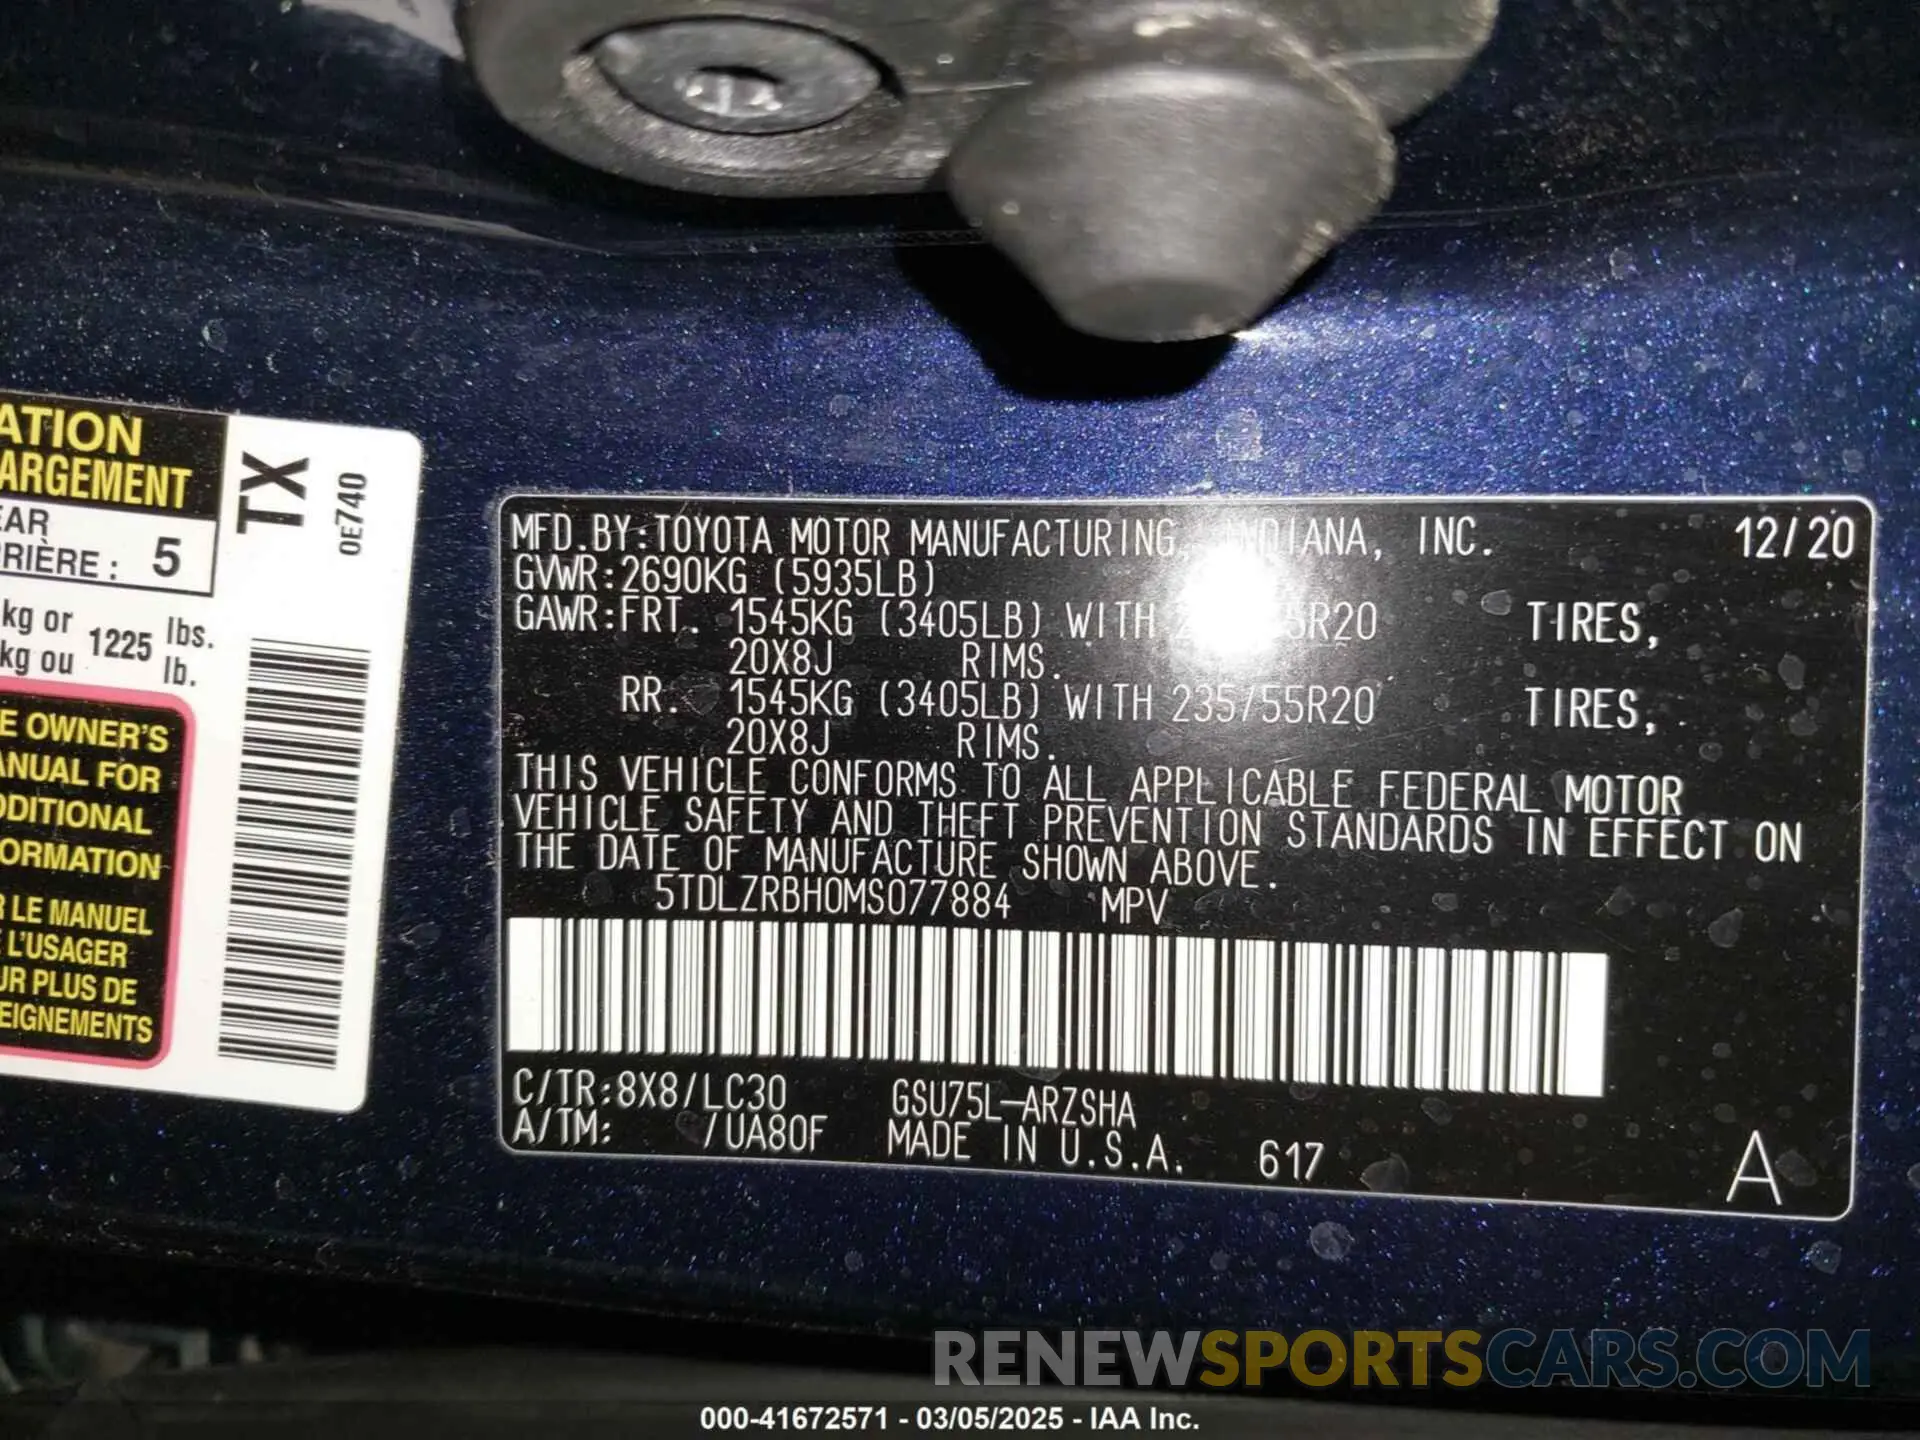 ATION
ARGEMENT
EAR
RRIÈRE : 5
kg or 1225 lbs.
kg ou lb.
E OWNER'S
ANUAL FOR
DDITIONAL
ORMATION
R LE MANUEL
E L'USAGER
UR PLUS DE
EIGNEMENTS
TX
0E740
MFD.BY:TOYOTA MOTOR MANUFACTURING, INDIANA, INC. 12/20
GVWR:2690KG (5935LB)
GAWR:FRT. 1545KG (3405LB) WITH 55R20 TIRES,
20X8J RIMS.
RR. 1545KG (3405LB) WITH 235/55R20 TIRES,
20X8J RIMS.
THIS VEHICLE CONFORMS TO ALL APPLICABLE FEDERAL MOTOR
VEHICLE SAFETY AND THEFT PREVENTION STANDARDS IN EFFECT ON
THE DATE OF MANUFACTURE SHOWN ABOVE.
5TDLZRBH0MS077884 MPV
C/TR:8X8/LC30 GSU75L-ARZSHA
A/TM: /UA80F MADE IN U.S.A. 617 A
RENEWSPORTSCARS.COM
000-41672571 - 03/05/2025 - IAA Inc.